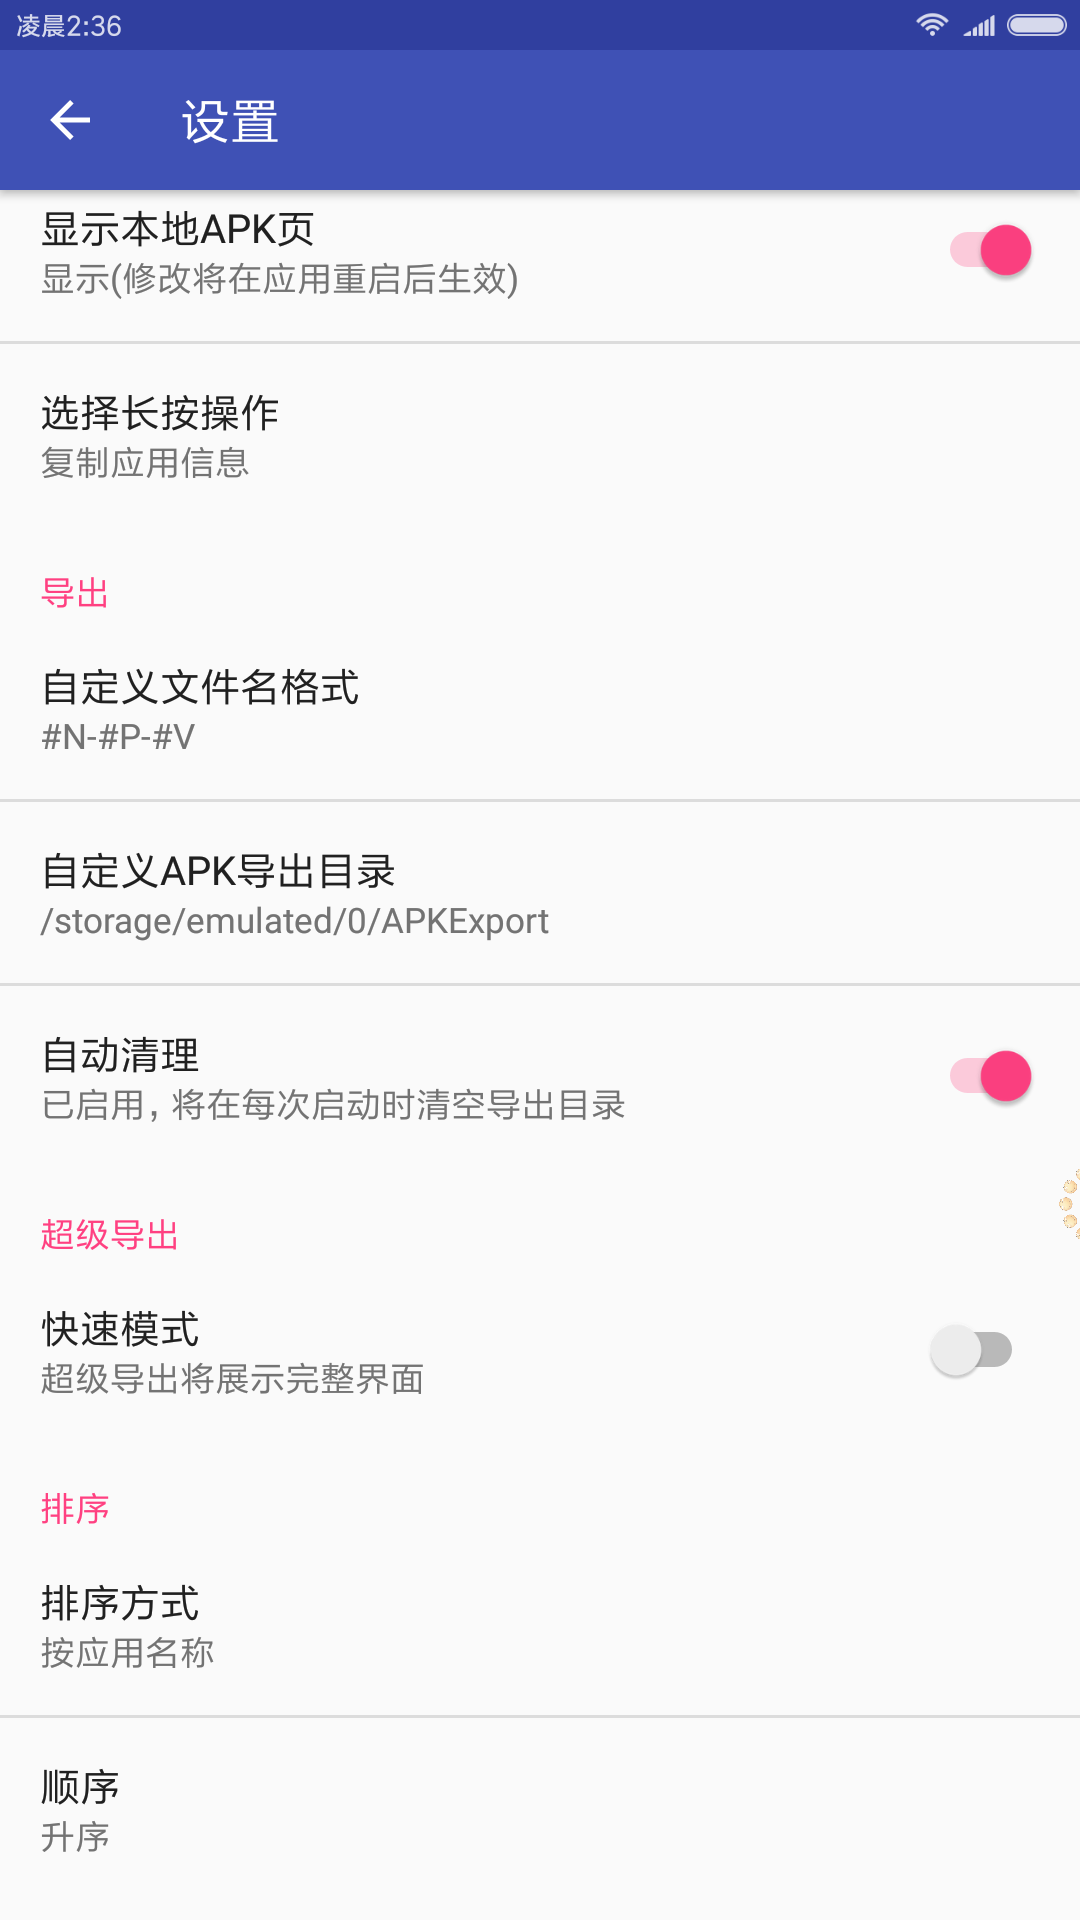 凌晨2:36
设置
显示本地APK页
显示(修改将在应用重启后生效)
选择长按操作
复制应用信息
导出
自定义文件名格式
#N-#P-#V
自定义APK导出目录
/storage/emulated/0/APKExport
自动清理
已启用，将在每次启动时清空导出目录
超级导出
快速模式
超级导出将展示完整界面
排序
排序方式
按应用名称
顺序
升序